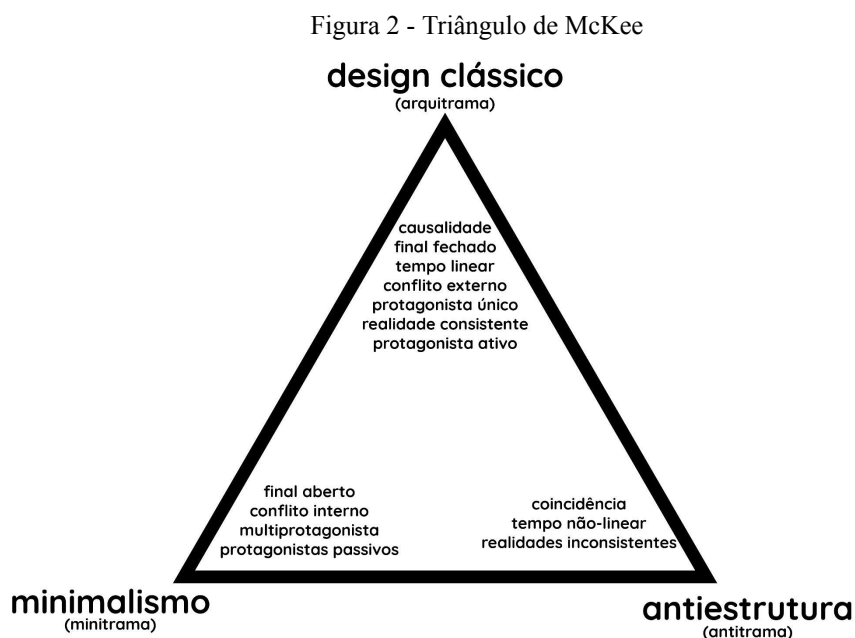 Figura 2 - Triângulo de McKee
design clássico
(arquitrama)
causalidade
final fechado
tempo linear
conflito externo
protagonista único
realidade consistente
protagonista ativo
final aberto
conflito interno
multiprotagonista
protagonistas passivos
coincidência
tempo não-linear
realidades inconsistentes
minimalismo
(minitrama)
antiestrutura
(antitrama)